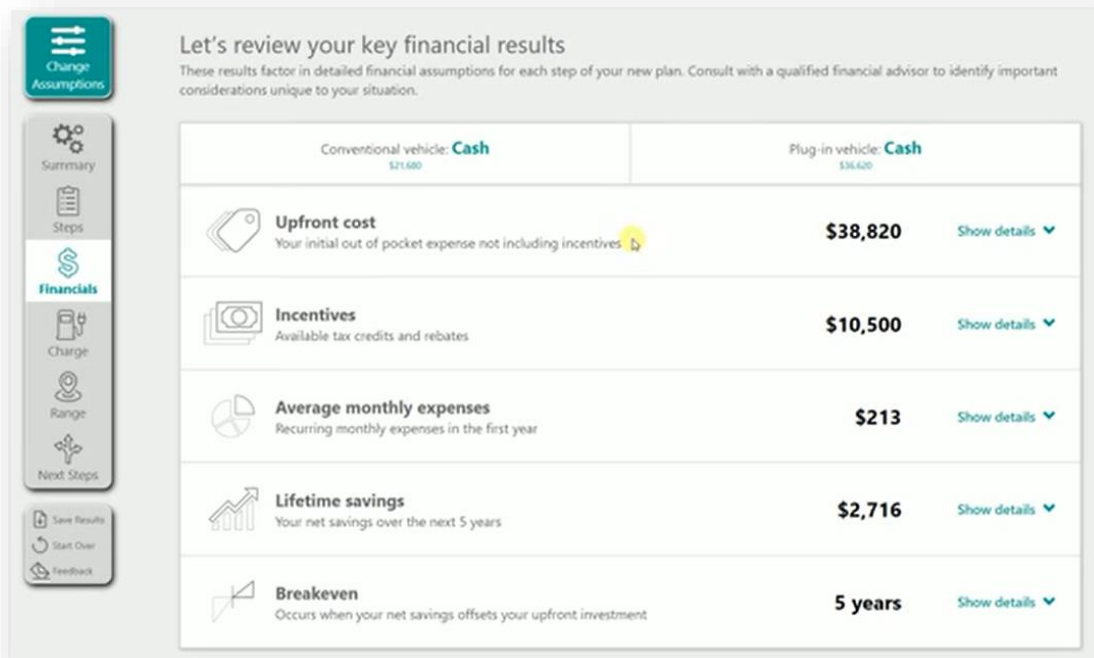 Change
Assumptions
Summary
Steps
Financials
Charge
Range
Next Steps
Save Results
Start Over
Feedback
Let's review your key financial results
These results factor in detailed financial assumptions for each step of your new plan. Consult with a qualified financial advisor to identify important
considerations unique to your situation.
Conventional vehicle: Cash
$21,680
Plug-in vehicle: Cash
$36,620
Upfront cost
Your initial out of pocket expense not including incentives
$38,820
Show details
Incentives
Available tax credits and rebates
$10,500
Show details
Average monthly expenses
Recurring monthly expenses in the first year
$213
Show details
Lifetime savings
Your net savings over the next 5 years
$2,716
Show details
Breakeven
Occurs when your net savings offsets your upfront investment
5 years
Show details